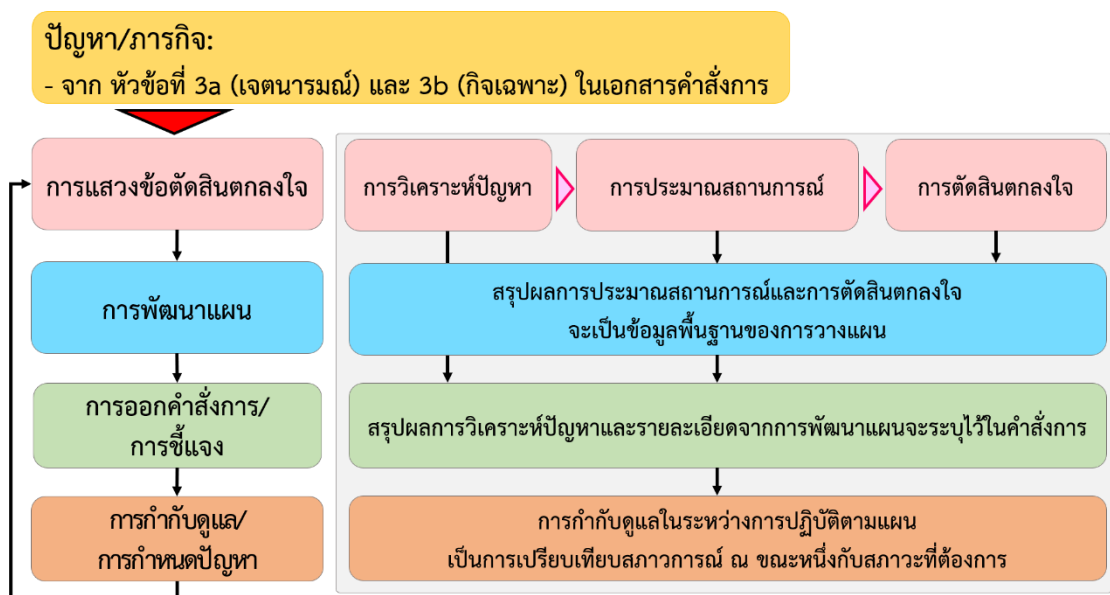 ปัญหา/ภารกิจ:
- จาก หัวข้อที่ 3a (เจตนารมณ์) และ 3b (กิจเฉพาะ) ในเอกสารคำสั่งการ
การแสวงข้อตัดสินตกลงใจ
การวิเคราะห์ปัญหา
การประมาณสถานการณ์
การตัดสินตกลงใจ
การพัฒนาแผน
สรุปผลการประมาณสถานการณ์และการตัดสินตกลงใจ
จะเป็นข้อมูลพื้นฐานของการวางแผน
การออกคำสั่งการ/
การชี้แจง
สรุปผลการวิเคราะห์ปัญหาและรายละเอียดจากการพัฒนาแผนจะระบุไว้ในคำสั่งการ
การกำกับดูแล/
การกำหนดปัญหา
การกำกับดูแลในระหว่างการปฏิบัติตามแผน
เป็นการเปรียบเทียบสภาวการณ์ ณ ขณะหนึ่งกับสภาวะที่ต้องการ